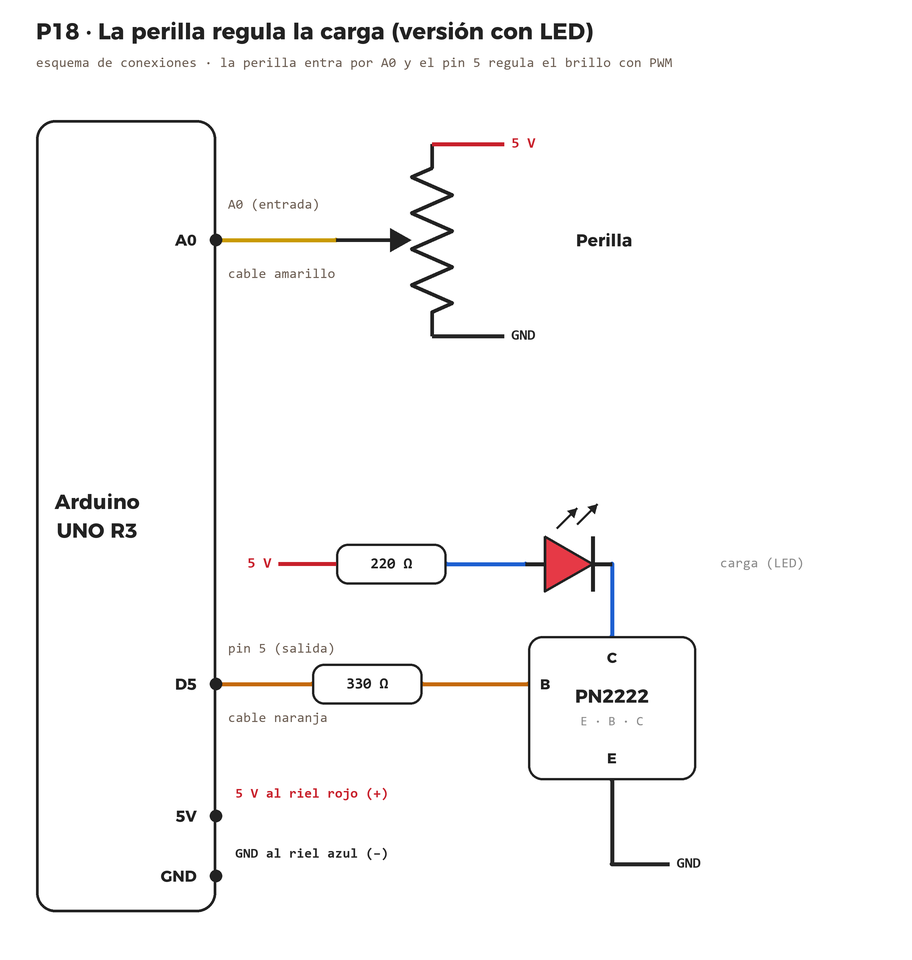 P18 · La perilla regula la carga (versión con LED)
esquema de conexiones · la perilla entra por A0 y el pin 5 regula el brillo con PWM
5 V
A0 (entrada)
A0
Perilla
cable amarillo
GND
Arduino
UNO R3
5 V
220 Ω
carga (LED)
pin 5 (salida)
C
D5
330 Ω
B
PN2222
cable naranja
E · B · C
E
5 V al riel rojo (+)
5V
GND al riel azul (−)
GND
GND